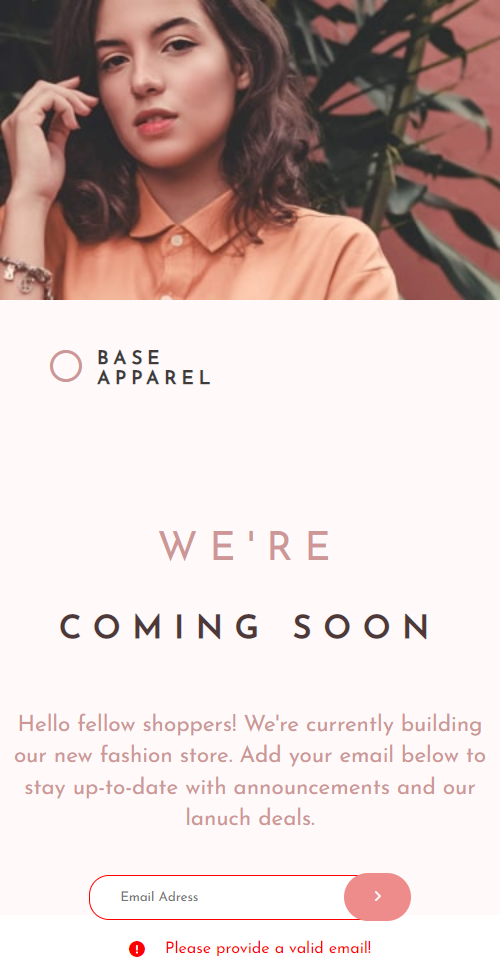 BASE
APPAREL
WE'RE
COMING SOON
Hello fellow shoppers! We're currently building
our new fashion store. Add your email below to
stay up-to-date with announcements and our
lanuch deals.
Email Adress
Please provide a valid email!